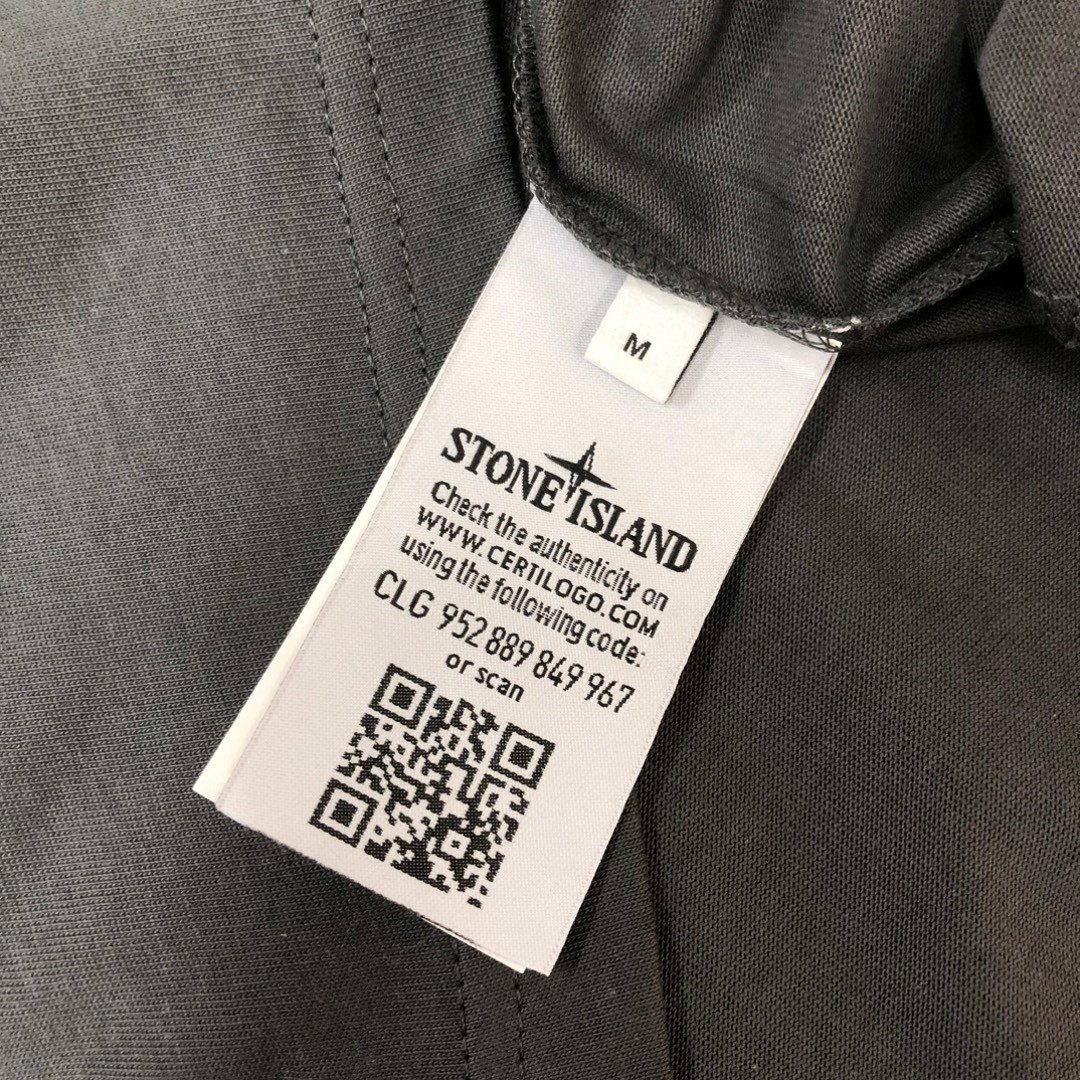 M
STONE ISLAND
Check the authenticity on
WWW.CERTILOGO.COM
using the following code:
CLG 952 889 849 967
or scan